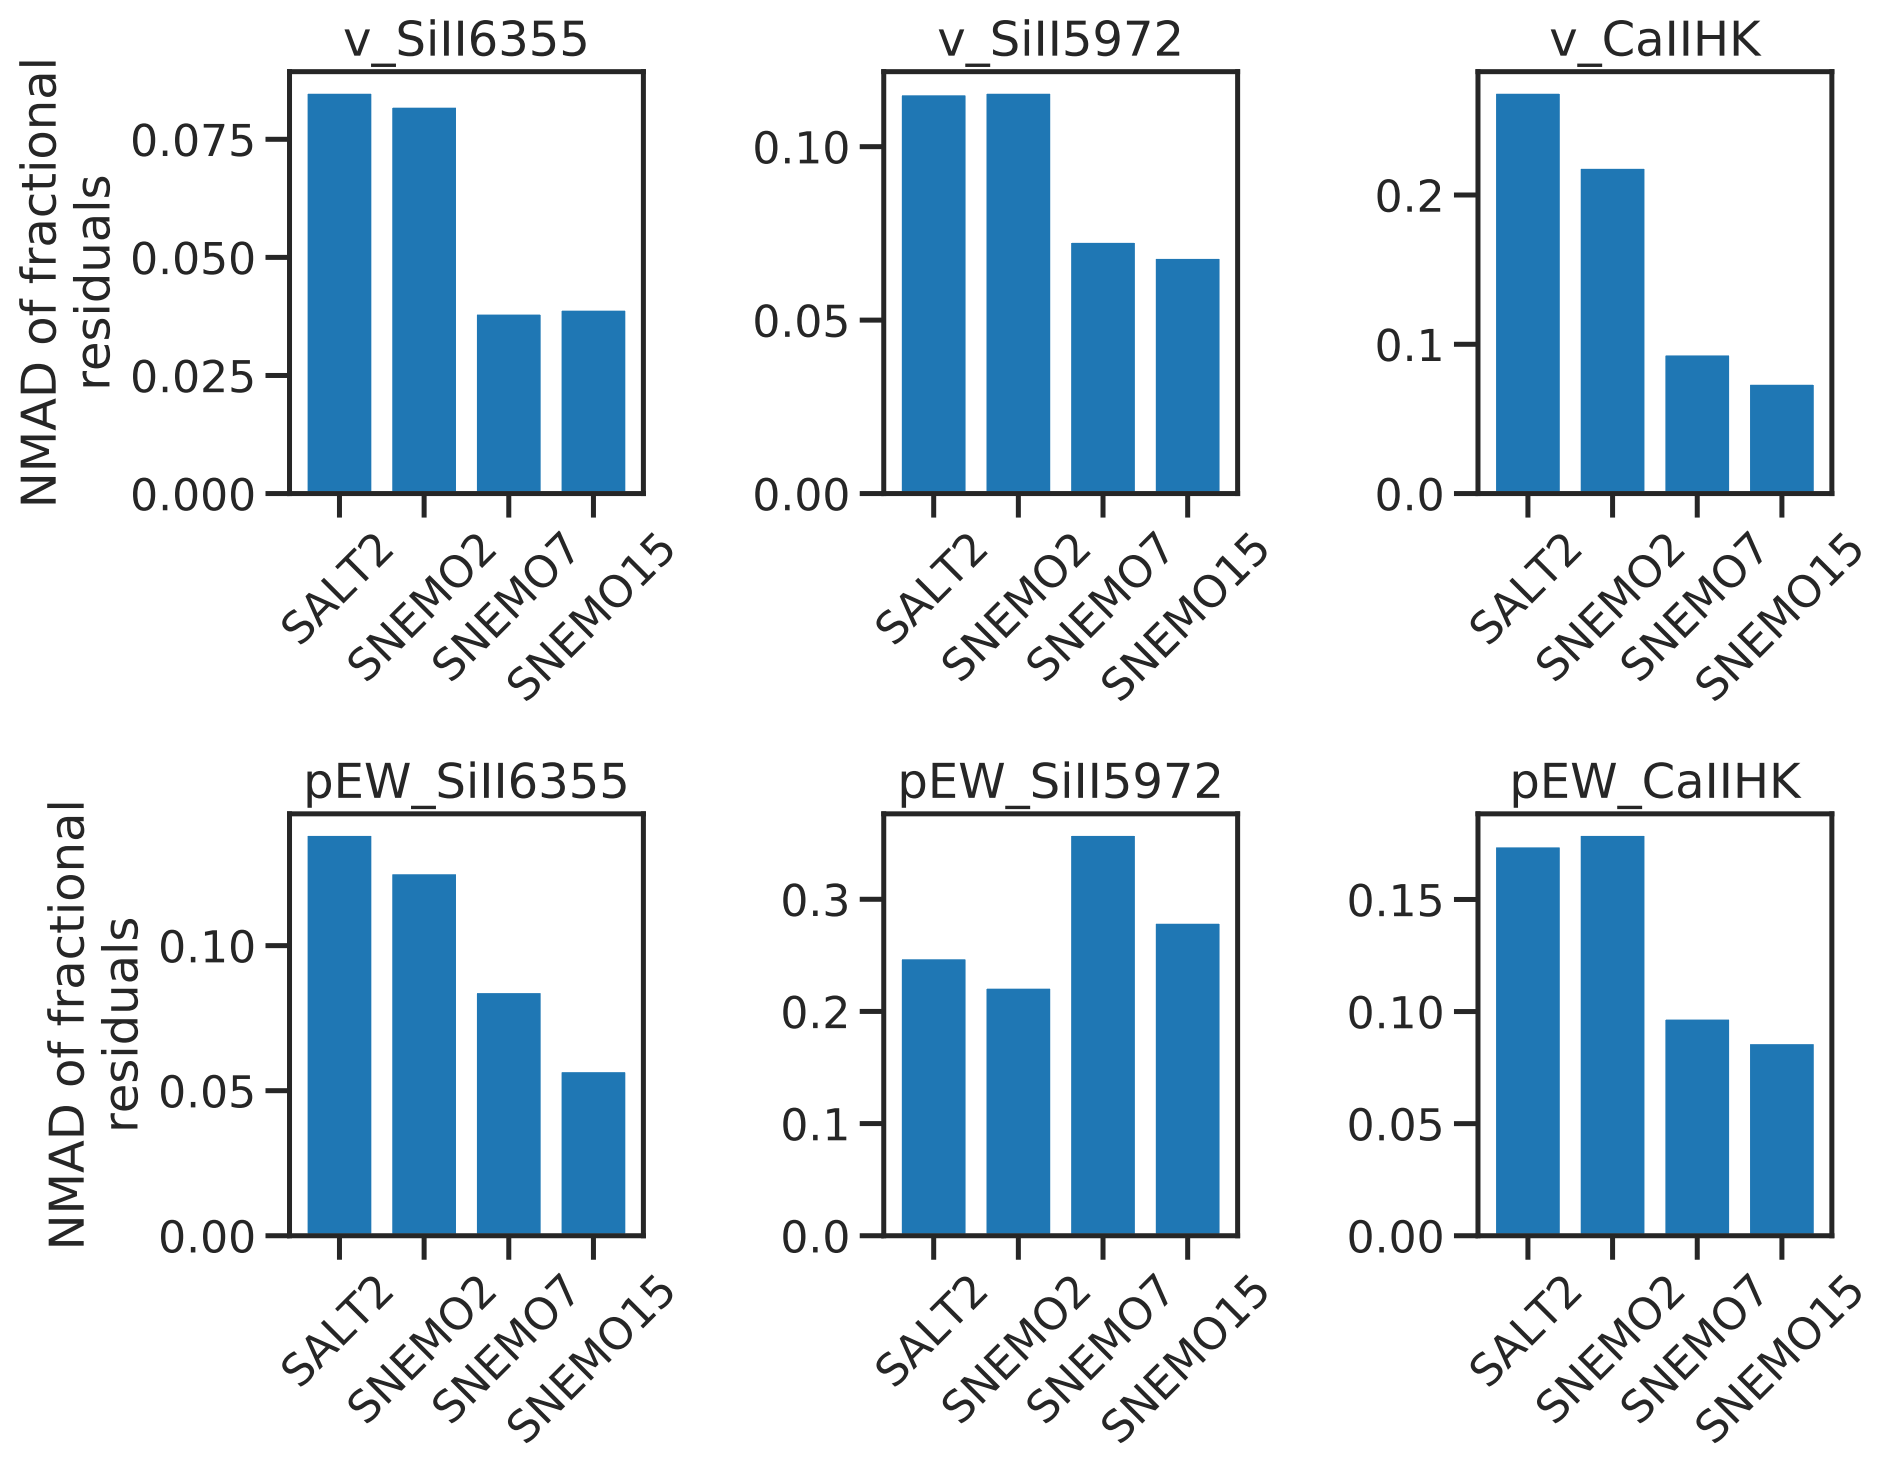 v_SiII6355
NMAD of fractional
residuals
0.075
0.050
0.025
0.000
SALT2
SNEMO2
SNEMO7
SNEMO15
v_SiII5972
0.10
0.05
0.00
SALT2
SNEMO2
SNEMO7
SNEMO15
v_CaIIHK
0.2
0.1
0.0
SALT2
SNEMO2
SNEMO7
SNEMO15
pEW_SiII6355
NMAD of fractional
residuals
0.10
0.05
0.00
SALT2
SNEMO2
SNEMO7
SNEMO15
pEW_SiII5972
0.3
0.2
0.1
0.0
SALT2
SNEMO2
SNEMO7
SNEMO15
pEW_CaIIHK
0.15
0.10
0.05
0.00
SALT2
SNEMO2
SNEMO7
SNEMO15